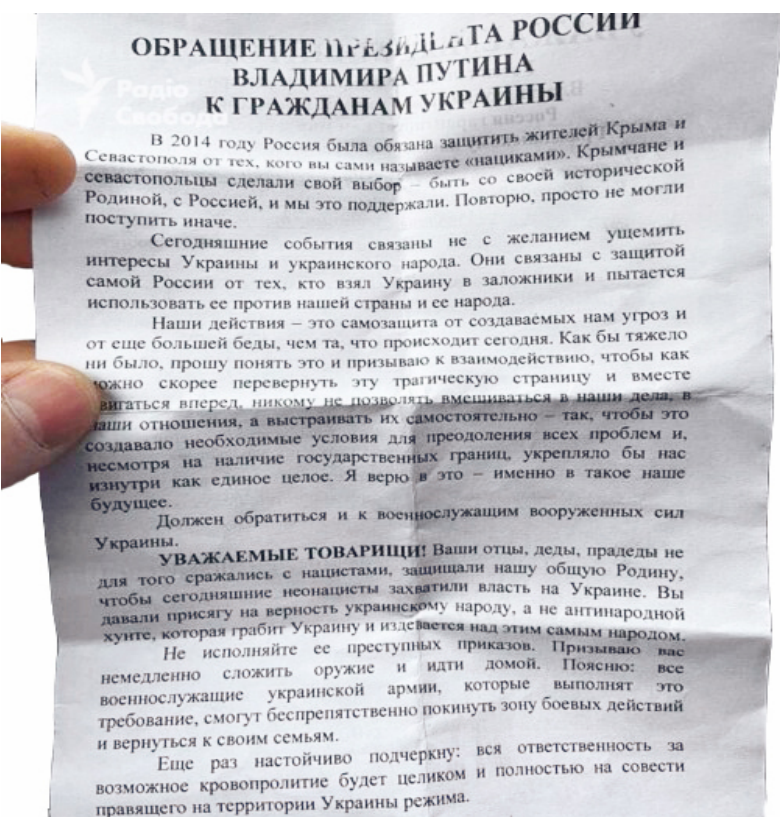 ОБРАЩЕНИЕ ПРЕЗИДЕНТА РОССИИ
ВЛАДИМИРА ПУТИНА
К ГРАЖДАНАМ УКРАИНЫ
Радіо
Свобода
В 2014 году Россия была обязана защитить жителей Крыма и
Севастополя от тех, кого вы сами называете «нациками». Крымчане и
севастопольцы сделали свой выбор – быть со своей исторической
Родиной, с Россией, и мы это поддержали. Повторю, просто не могли
поступить иначе.
Сегодняшние события связаны не с желанием ущемить
интересы Украины и украинского народа. Они связаны с защитой
самой России от тех, кто взял Украину в заложники и пытается
использовать ее против нашей страны и ее народа.
Наши действия – это самозащита от создаваемых нам угроз и
от еще большей беды, чем та, что происходит сегодня. Как бы тяжело
ни было, прошу понять это и призываю к взаимодействию, чтобы как
можно скорее перевернуть эту трагическую страницу и вместе
двигаться вперед, никому не позволять вмешиваться в наши дела, в
наши отношения, а выстраивать их самостоятельно – так, чтобы это
создавало необходимые условия для преодоления всех проблем и,
несмотря на наличие государственных границ, укрепляло бы нас
изнутри как единое целое. Я верю в это – именно в такое наше
будущее.
Должен обратиться и к военнослужащим вооруженных сил
Украины.
УВАЖАЕМЫЕ ТОВАРИЩИ! Ваши отцы, деды, прадеды не
для того сражались с нацистами, защищали нашу общую Родину,
чтобы сегодняшние неонацисты захватили власть на Украине. Вы
давали присягу на верность украинскому народу, а не антинародной
хунте, которая грабит Украину и издевается над этим самым народом.
Не исполняйте ее преступных приказов. Призываю вас
немедленно сложить оружие и идти домой. Поясню: все
военнослужащие украинской армии, которые выполнят это
требование, смогут беспрепятственно покинуть зону боевых действий
и вернуться к своим семьям.
Еще раз настойчиво подчеркну: вся ответственность за
возможное кровопролитие будет целиком и полностью на совести
правящего на территории Украины режима.